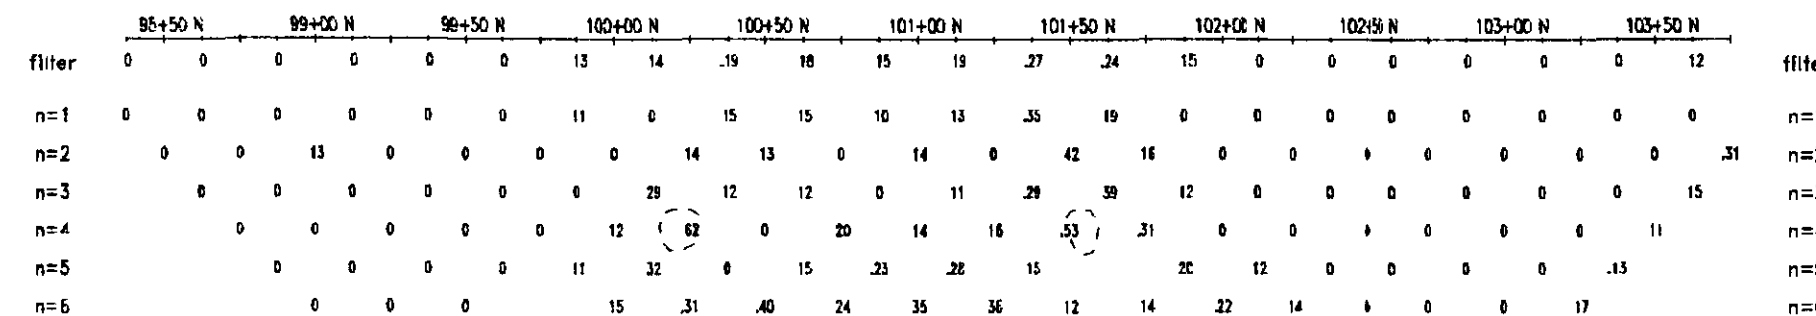 98+50 N 99+00 N 99+50 N 100+00 N 100+50 N 101+00 N 101+50 N 102+00 N 102+50 N 103+00 N 103+50 N
filter 0 0 0 0 0 0 13 14 .19 18 15 19 .27 .24 15 0 0 0 0 0 0 12 filte
n=1 0 0 0 0 0 0 11 0 15 15 10 13 .35 19 0 0 0 0 0 0 0 0 n=
n=2 0 0 13 0 0 0 0 14 13 0 14 0 42 16 0 0 0 0 0 0 0 .31 n=
n=3 0 0 0 0 0 0 29 12 12 0 11 .29 39 12 0 0 0 0 0 0 15 n=
n=4 0 0 0 0 0 12 62 0 20 14 16 .53 .31 0 0 0 0 0 0 11 n=
n=5 0 0 0 0 11 32 0 15 .23 .28 15 20 12 0 0 0 0 .13 n=
n=6 0 0 0 15 .31 .40 24 35 36 12 14 .22 14 0 0 0 17 n=